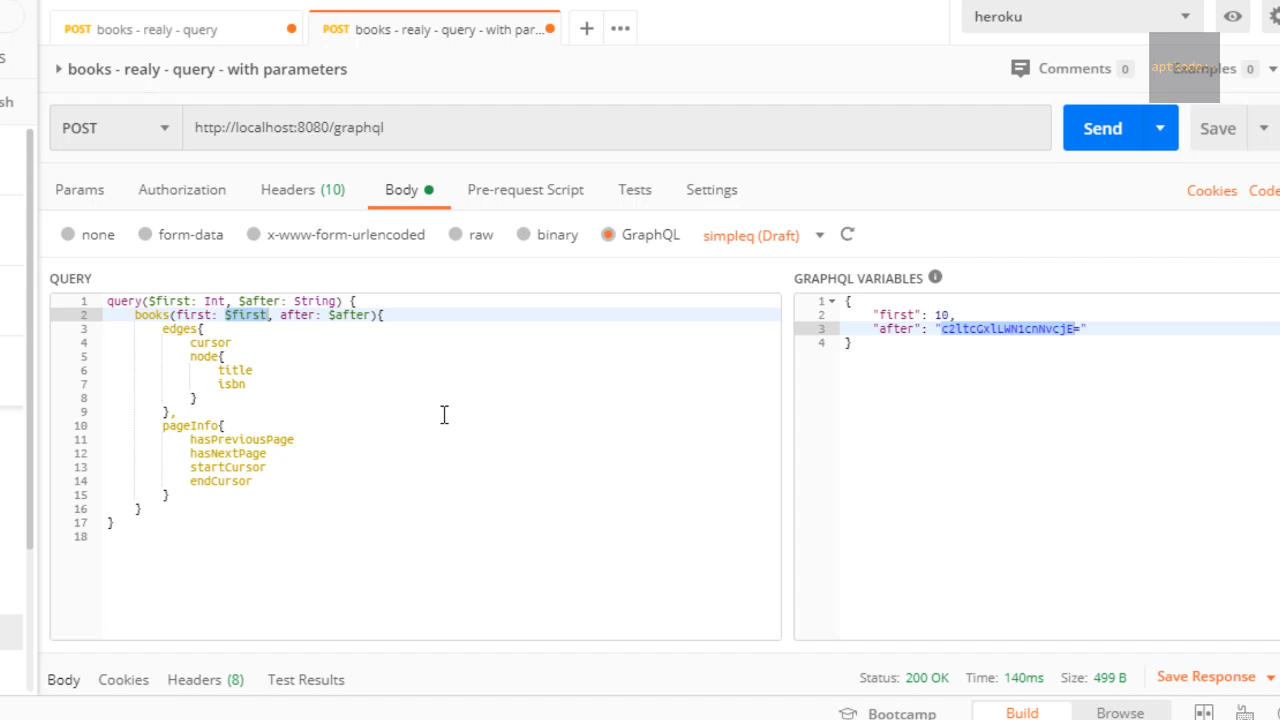 POST books - realy - query
POST books - realy - query - with par...
heroku
S
books - realy - query - with parameters
Comments 0
Examples 0
aptcode
sh
POST
http://localhost:8080/graphql
Send
Save
Params
Authorization
Headers (10)
Body
Pre-request Script
Tests
Settings
Cookies
Code
none
form-data
x-www-form-urlencoded
raw
binary
GraphQL
simpleq (Draft)
QUERY
1 query($first: Int, $after: String) {
2 books(first: $first, after: $after){
3 edges{
4 cursor
5 node{
6 title
7 isbn
8 }
9 },
10 pageInfo{
11 hasPreviousPage
12 hasNextPage
13 startCursor
14 endCursor
15 }
16 }
17 }
18
GRAPHQL VARIABLES
1 {
2 "first": 10,
3 "after": "c2ltcGxlLWN1cnNvcjE="
4 }
Body
Cookies
Headers (8)
Test Results
Status: 200 OK
Time: 140ms
Size: 499 B
Save Response
Bootcamp
Build
Browse